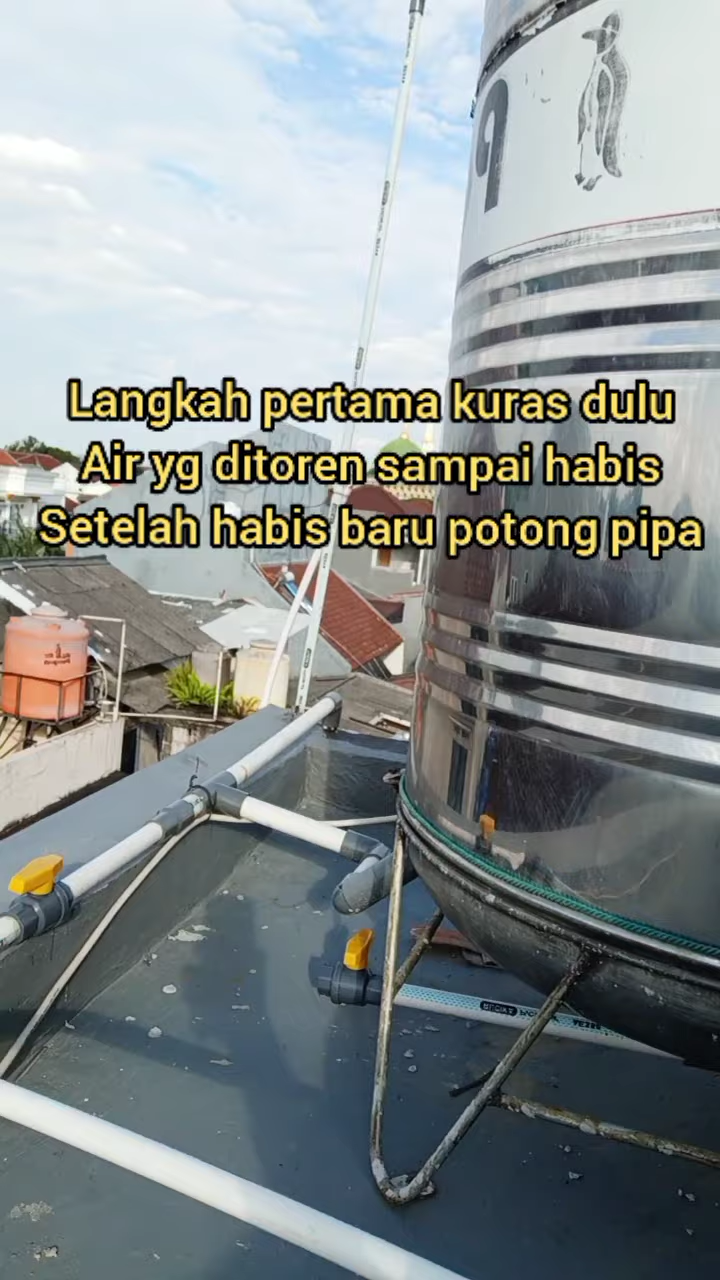 Langkah pertama kuras dulu
Air yg ditoren sampai habis
Setelah habis baru potong pipa